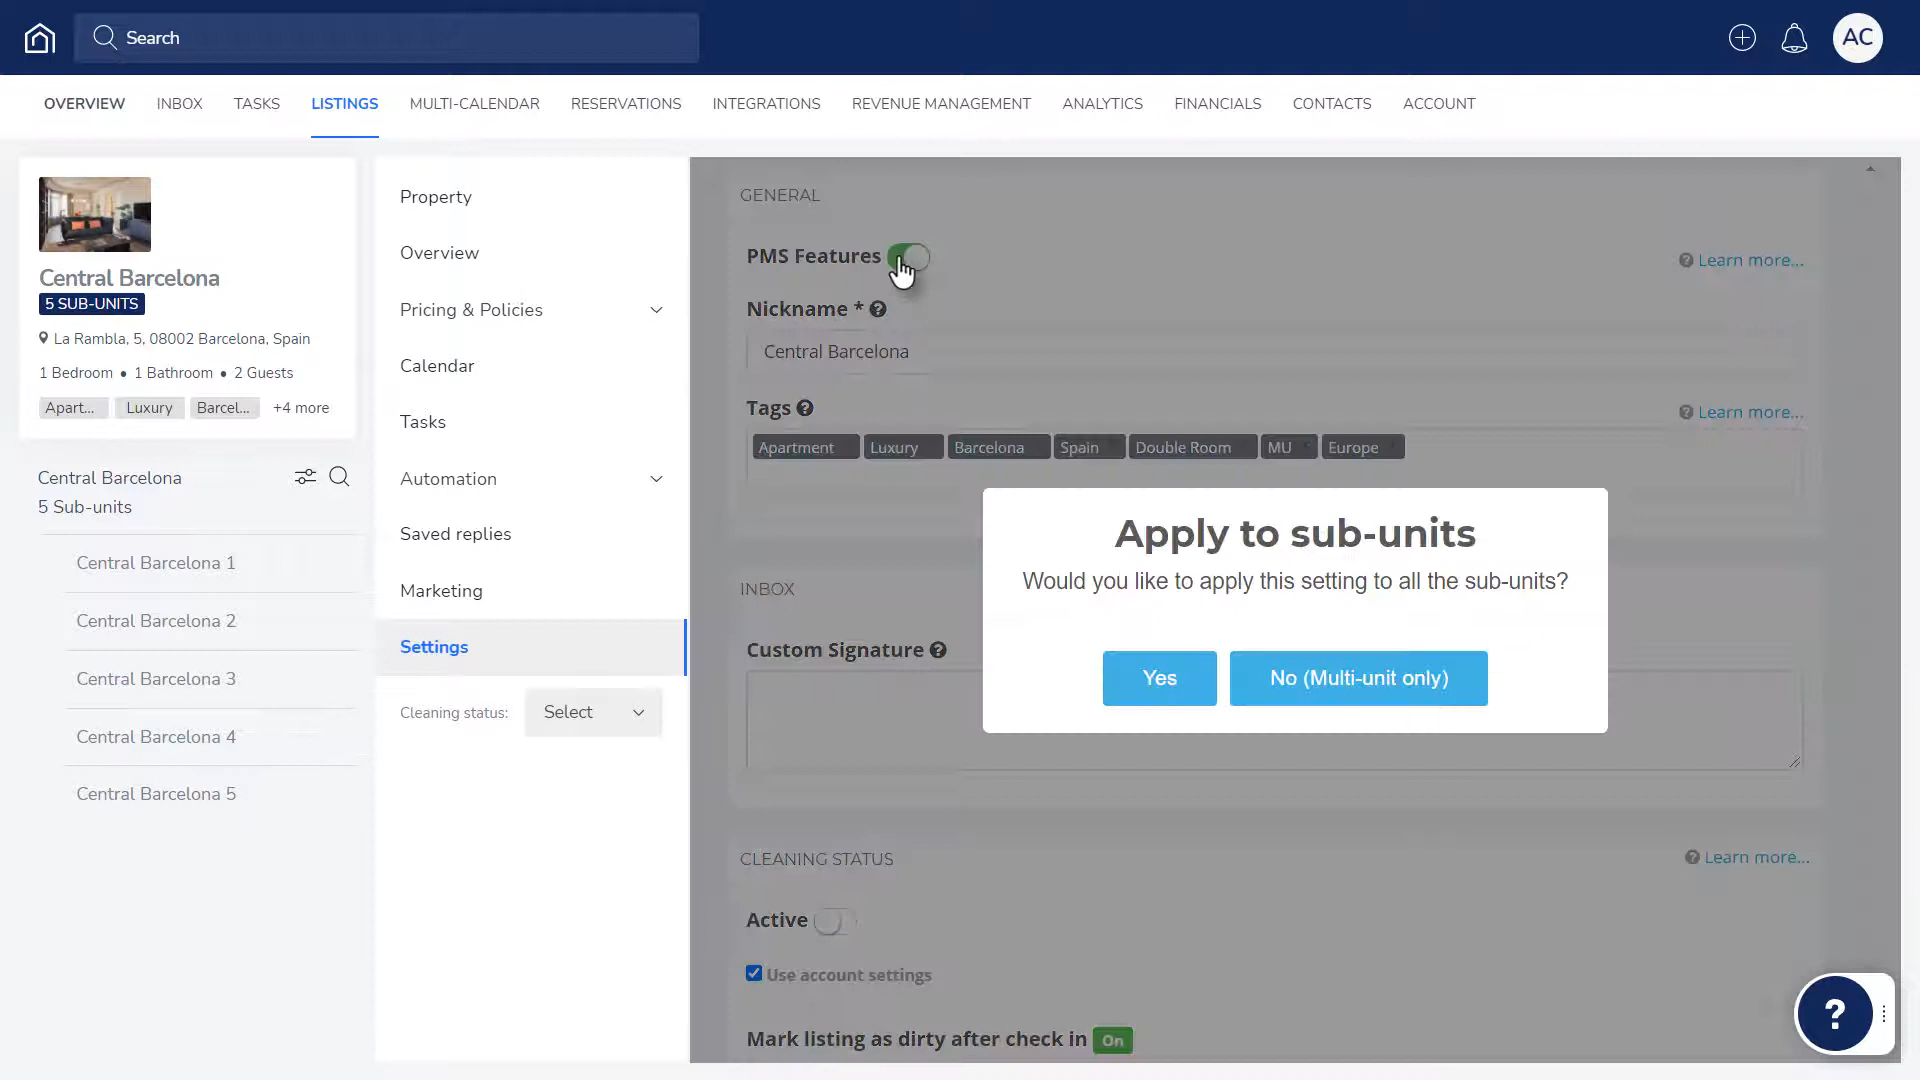 Search
AC
OVERVIEW INBOX TASKS LISTINGS MULTI-CALENDAR RESERVATIONS INTEGRATIONS REVENUE MANAGEMENT ANALYTICS FINANCIALS CONTACTS ACCOUNT
Central Barcelona
5 SUB-UNITS
La Rambla, 5, 08002 Barcelona, Spain
1 Bedroom • 1 Bathroom • 2 Guests
Apart... Luxury Barcel... +4 more
Central Barcelona
5 Sub-units
Central Barcelona 1
Central Barcelona 2
Central Barcelona 3
Central Barcelona 4
Central Barcelona 5
Property
Overview
Pricing & Policies
Calendar
Tasks
Automation
Saved replies
Marketing
Settings
Cleaning status: Select
GENERAL
PMS Features
Learn more...
Nickname *
Central Barcelona
Tags
Learn more...
Apartment Luxury Barcelona Spain Double Room MU Europe
Apply to sub-units
Would you like to apply this setting to all the sub-units?
Yes No (Multi-unit only)
INBOX
Custom Signature
CLEANING STATUS
Learn more...
Active
Use account settings
Mark listing as dirty after check in On
?